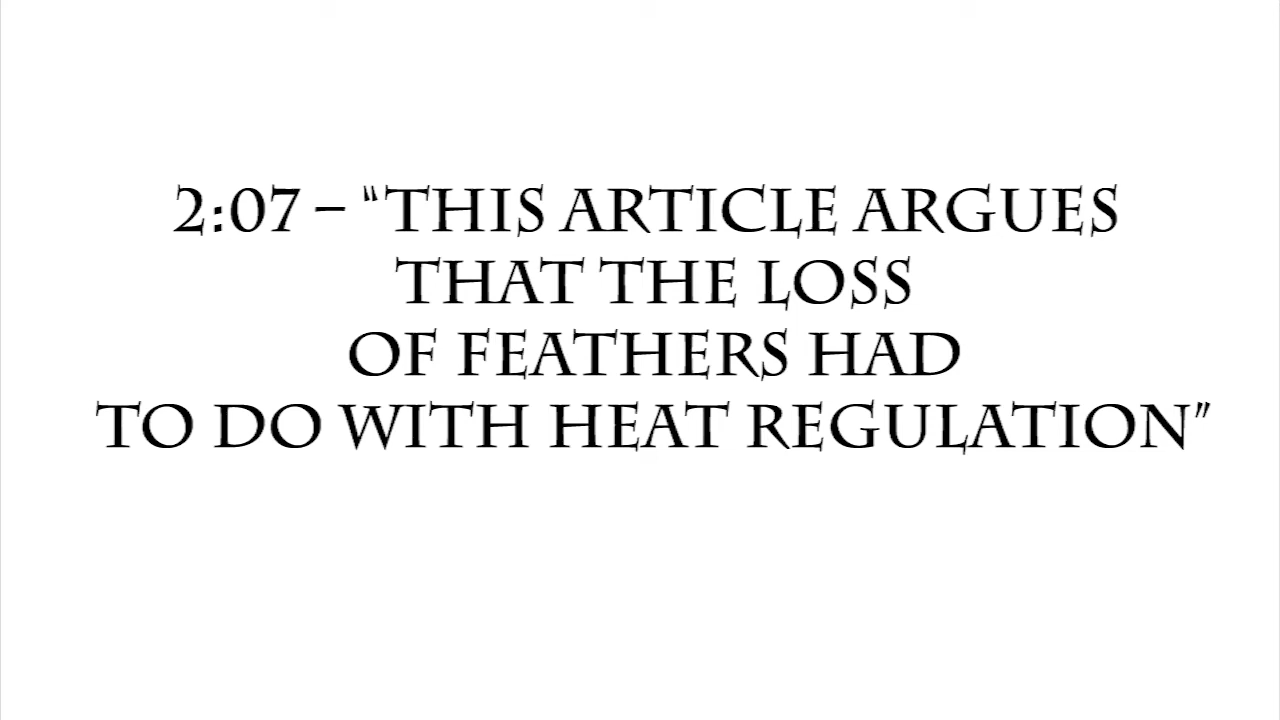 2:07 – “THIS ARTICLE ARGUES
THAT THE LOSS
OF FEATHERS HAD
TO DO WITH HEAT REGULATION”